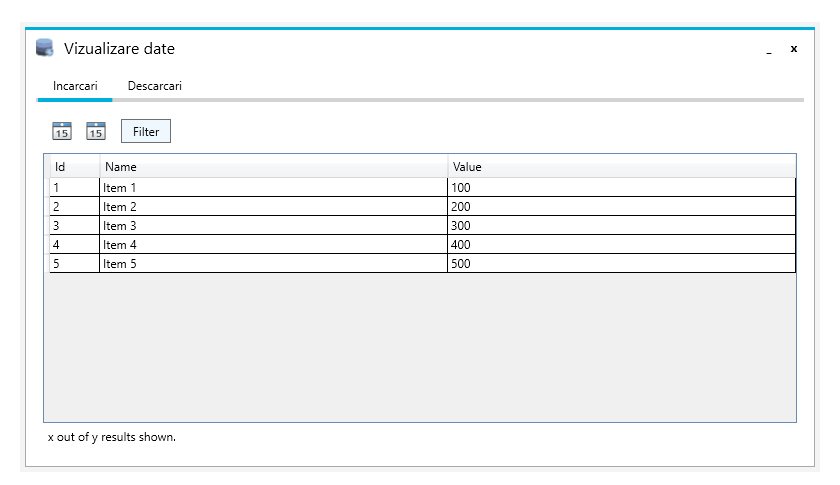 Vizualizare date
_ x
Incarcari Descarcari
15 15 Filter
Id Name Value
1 Item 1 100
2 Item 2 200
3 Item 3 300
4 Item 4 400
5 Item 5 500
x out of y results shown.